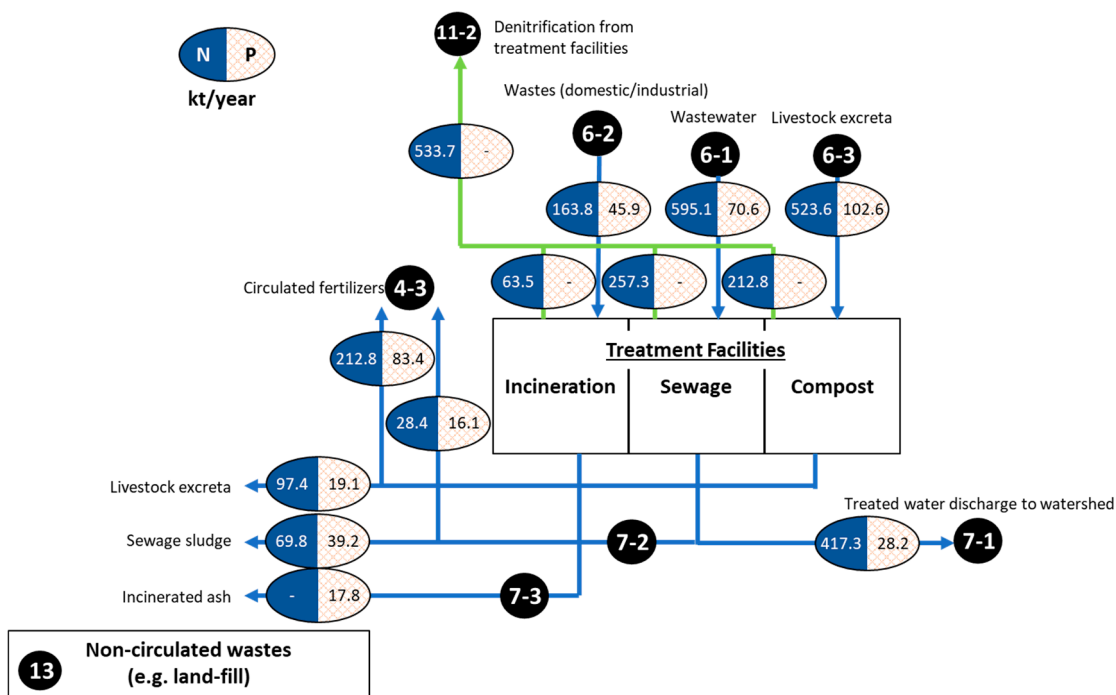 11-2
Denitrification from
treatment facilities
N P
kt/year
Wastes (domestic/industrial)
Wastewater
Livestock excreta
6-2
6-1
6-3
533.7 -
163.8 45.9
595.1 70.6
523.6 102.6
63.5 -
257.3 -
212.8 -
Circulated fertilizers
4-3
212.8 83.4
28.4 16.1
Treatment Facilities
Incineration
Sewage
Compost
Livestock excreta
97.4 19.1
Treated water discharge to watershed
Sewage sludge
69.8 39.2
7-2
417.3 28.2
7-1
Incinerated ash
- 17.8
7-3
13
Non-circulated wastes
(e.g. land-fill)